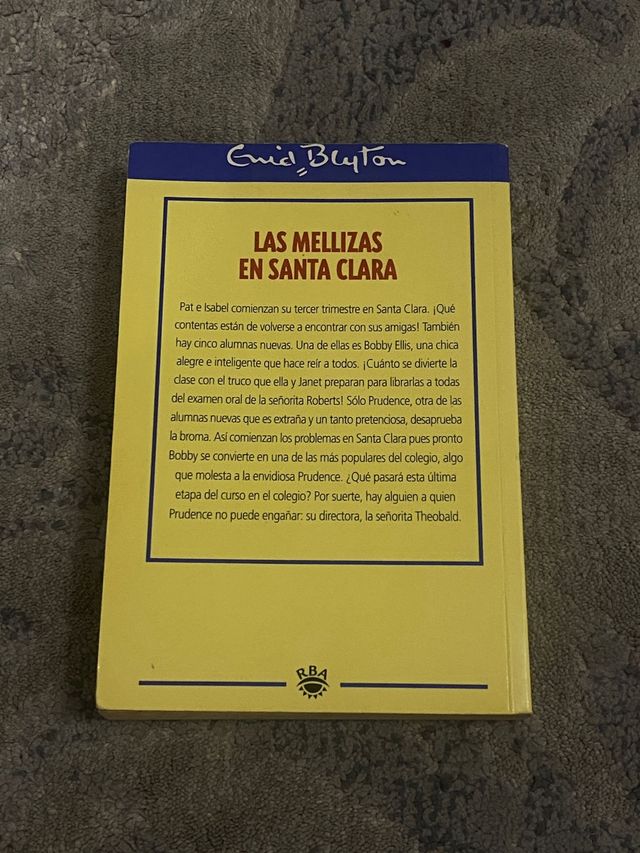 Enid Blyton
LAS MELLIZAS
EN SANTA CLARA
Pat e Isabel comienzan su tercer trimestre en Santa Clara. ¡Qué
contentas están de volverse a encontrar con sus amigas! También
hay cinco alumnas nuevas. Una de ellas es Bobby Ellis, una chica
alegre e inteligente que hace reír a todos. ¡Cuánto se divierte la
clase con el truco que ella y Janet preparan para librarlas a todas
del examen oral de la señorita Roberts! Sólo Prudence, otra de las
alumnas nuevas que es extraña y un tanto pretenciosa, desaprueba
la broma. Así comienzan los problemas en Santa Clara pues pronto
Bobby se convierte en una de las más populares del colegio, algo
que molesta a la envidiosa Prudence. ¿Qué pasará esta última
etapa del curso en el colegio? Por suerte, hay alguien a quien
Prudence no puede engañar: su directora, la señorita Theobald.
RBA